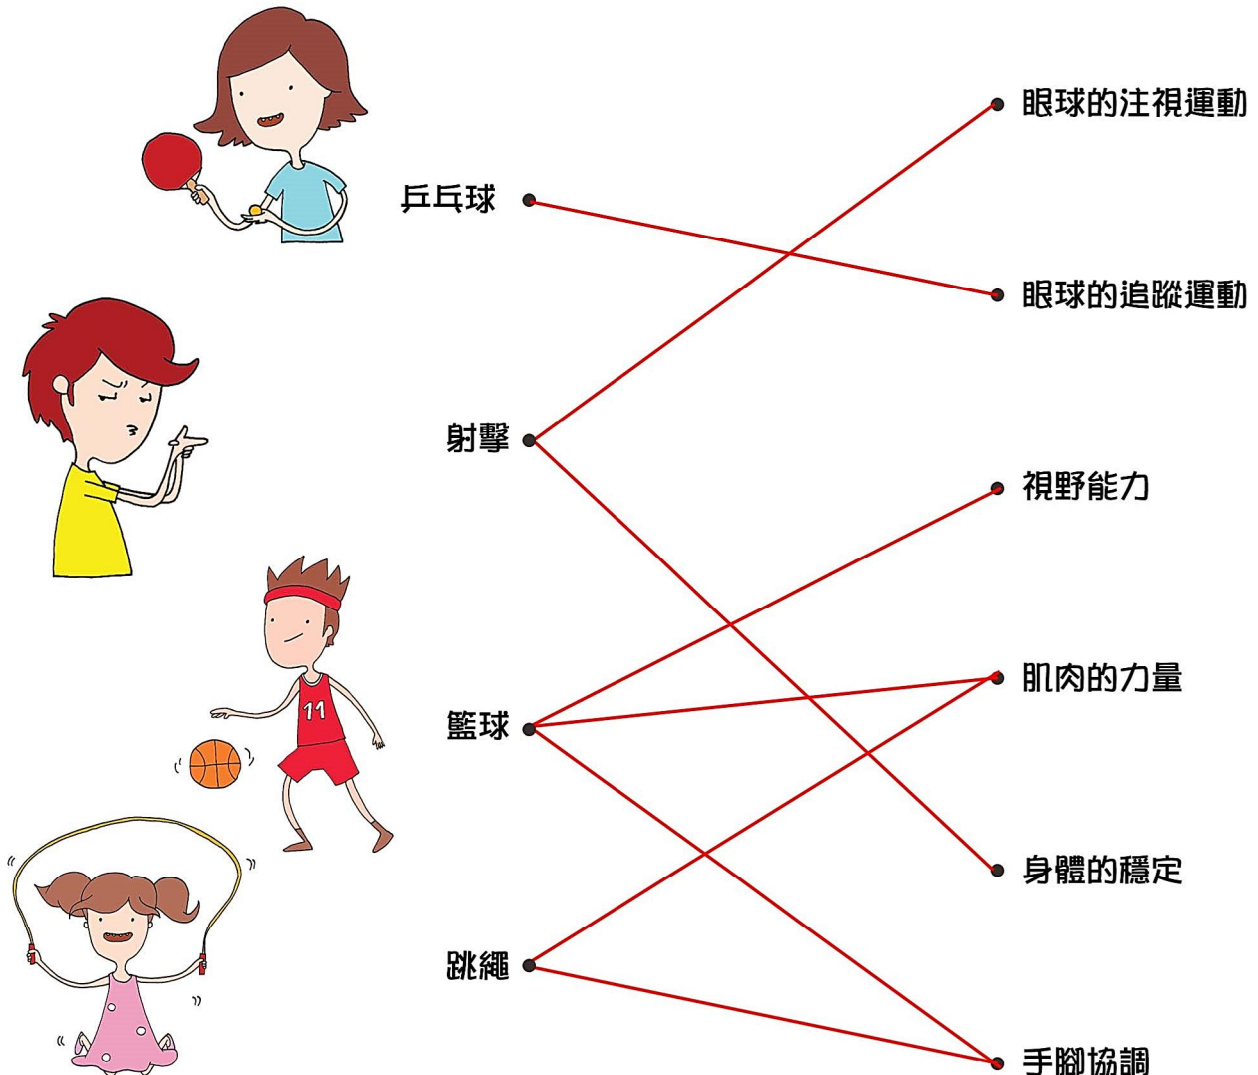 眼球的注視運動
乒乓球
眼球的追蹤運動
射擊
視野能力
肌肉的力量
11
籃球
身體的穩定
跳繩
手腳協調